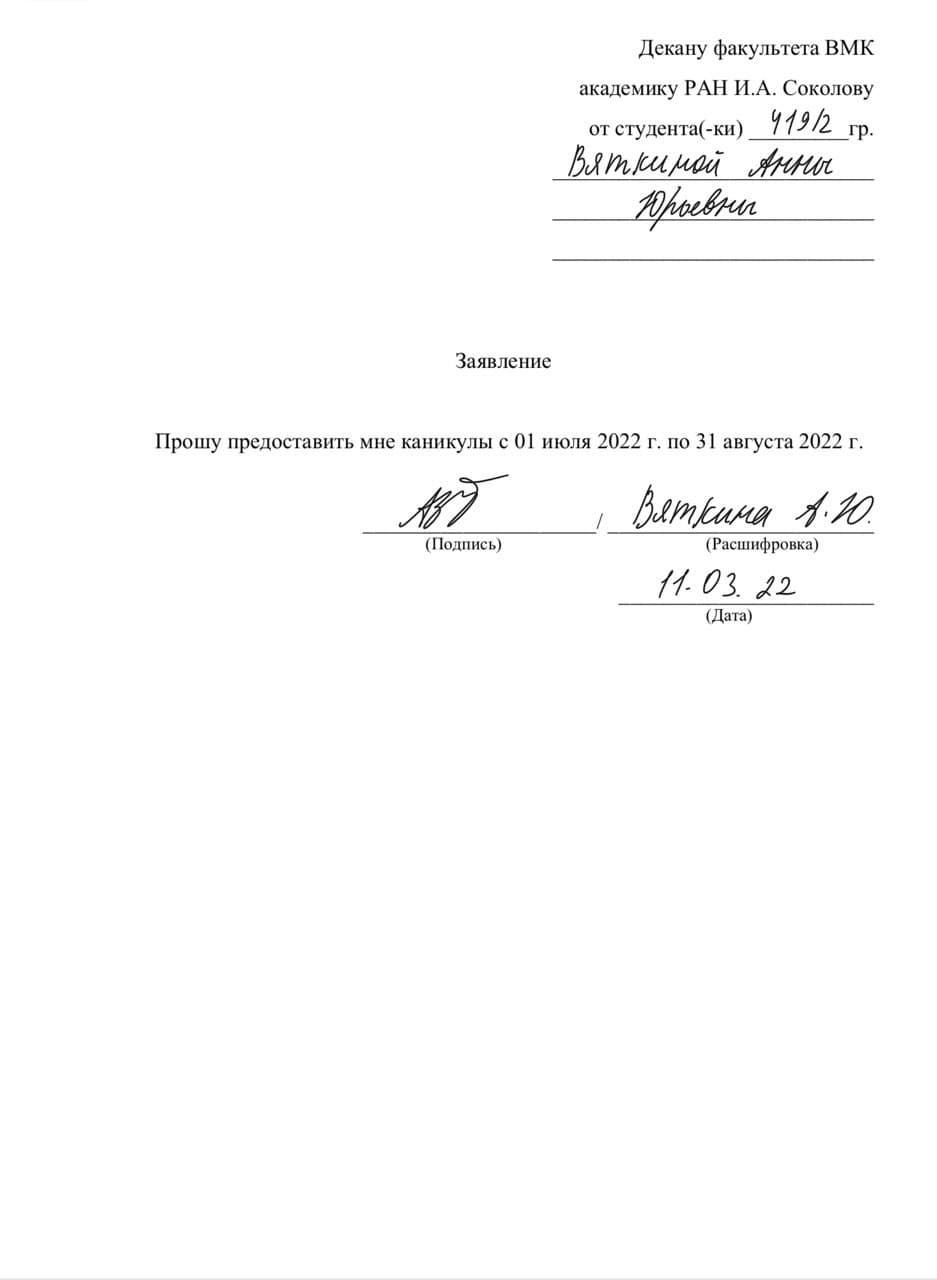 Декану факультета ВМК
академику РАН И.А. Соколову
от студента(-ки) 419/2 гр.
Вяткиной Анны
Юрьевны
Заявление
Прошу предоставить мне каникулы с 01 июля 2022 г. по 31 августа 2022 г.
/ Вяткина А.Ю.
(Подпись) (Расшифровка)
11.03.22
(Дата)